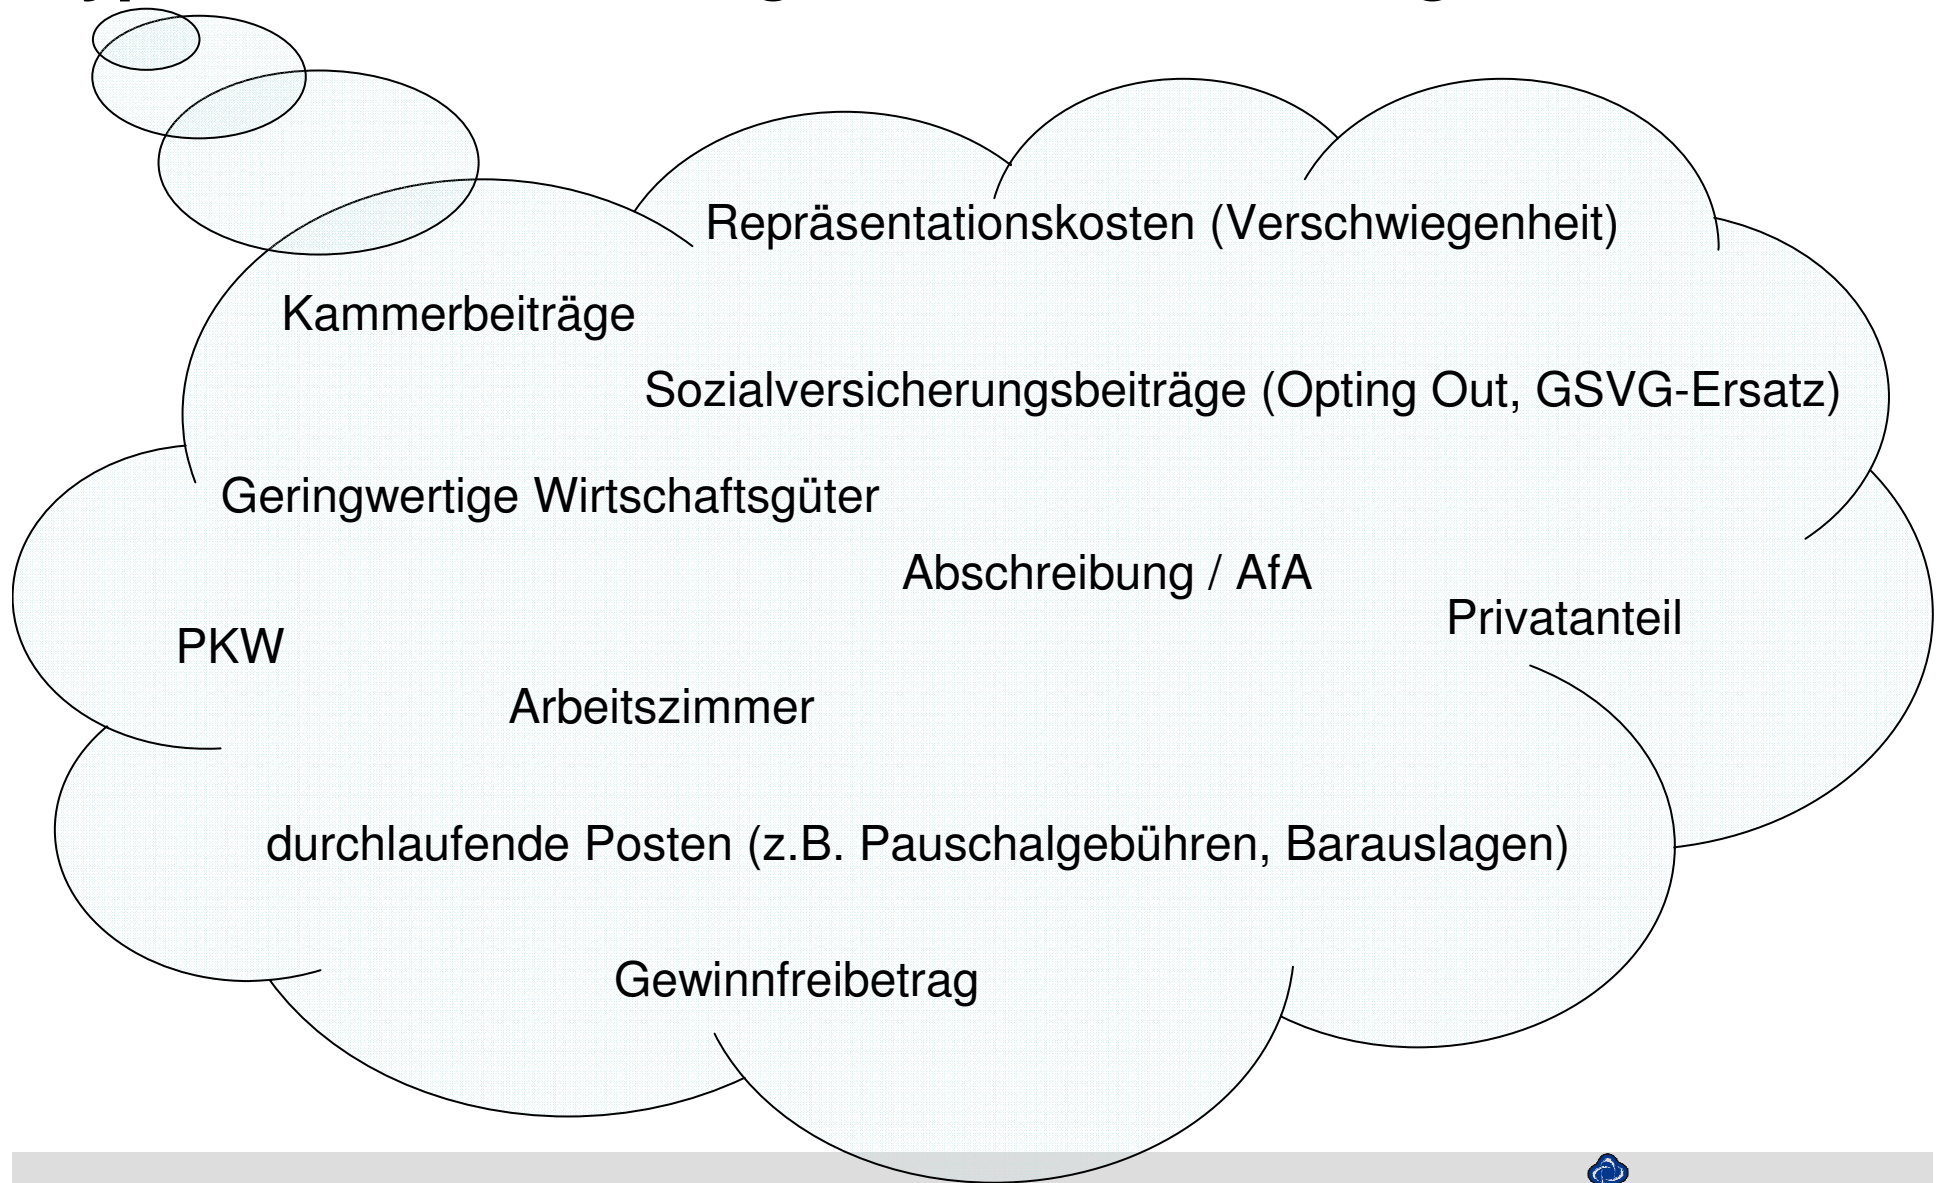 Repräsentationskosten (Verschwiegenheit)
Kammerbeiträge
Sozialversicherungsbeiträge (Opting Out, GSVG-Ersatz)
Geringwertige Wirtschaftsgüter
Abschreibung / AfA
Privatanteil
PKW
Arbeitszimmer
durchlaufende Posten (z.B. Pauschalgebühren, Barauslagen)
Gewinnfreibetrag